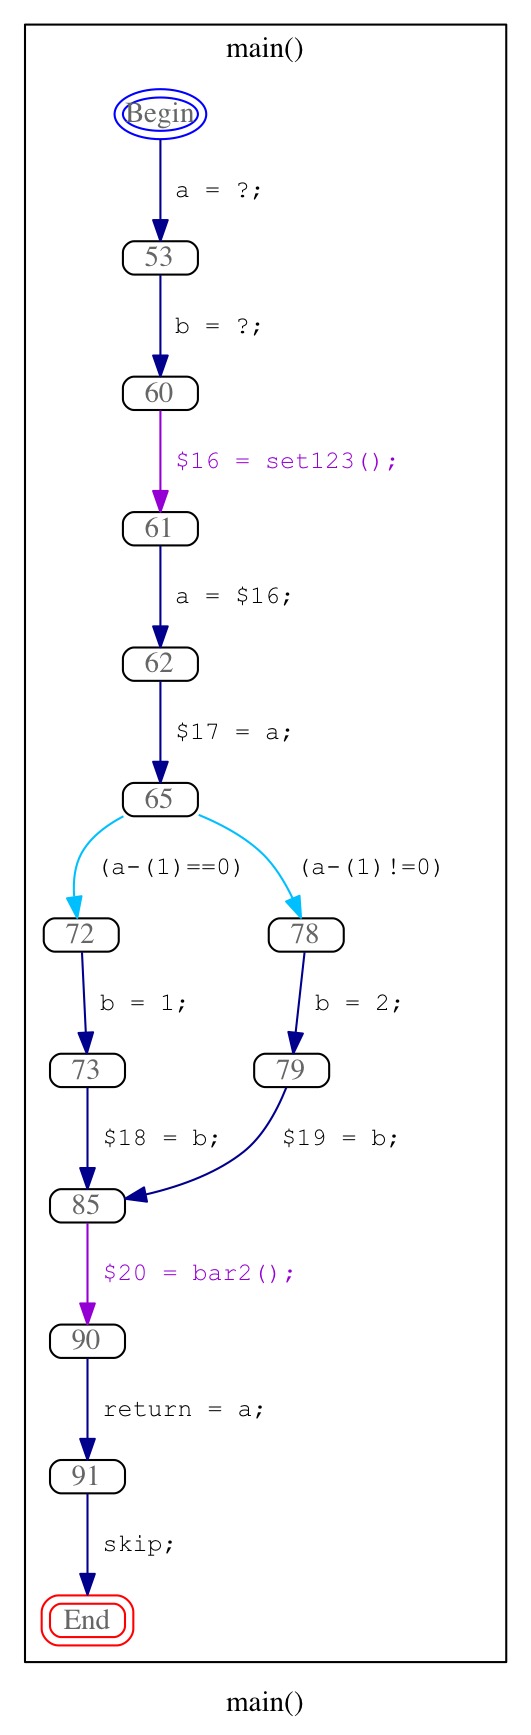 main()
Begin
a = ?;
53
b = ?;
60
$16 = set123();
61
a = $16;
62
$17 = a;
65
(a-(1)==0) (a-(1)!=0)
72 78
b = 1; b = 2;
73 79
$18 = b; $19 = b;
85
$20 = bar2();
90
return = a;
91
skip;
End
main()